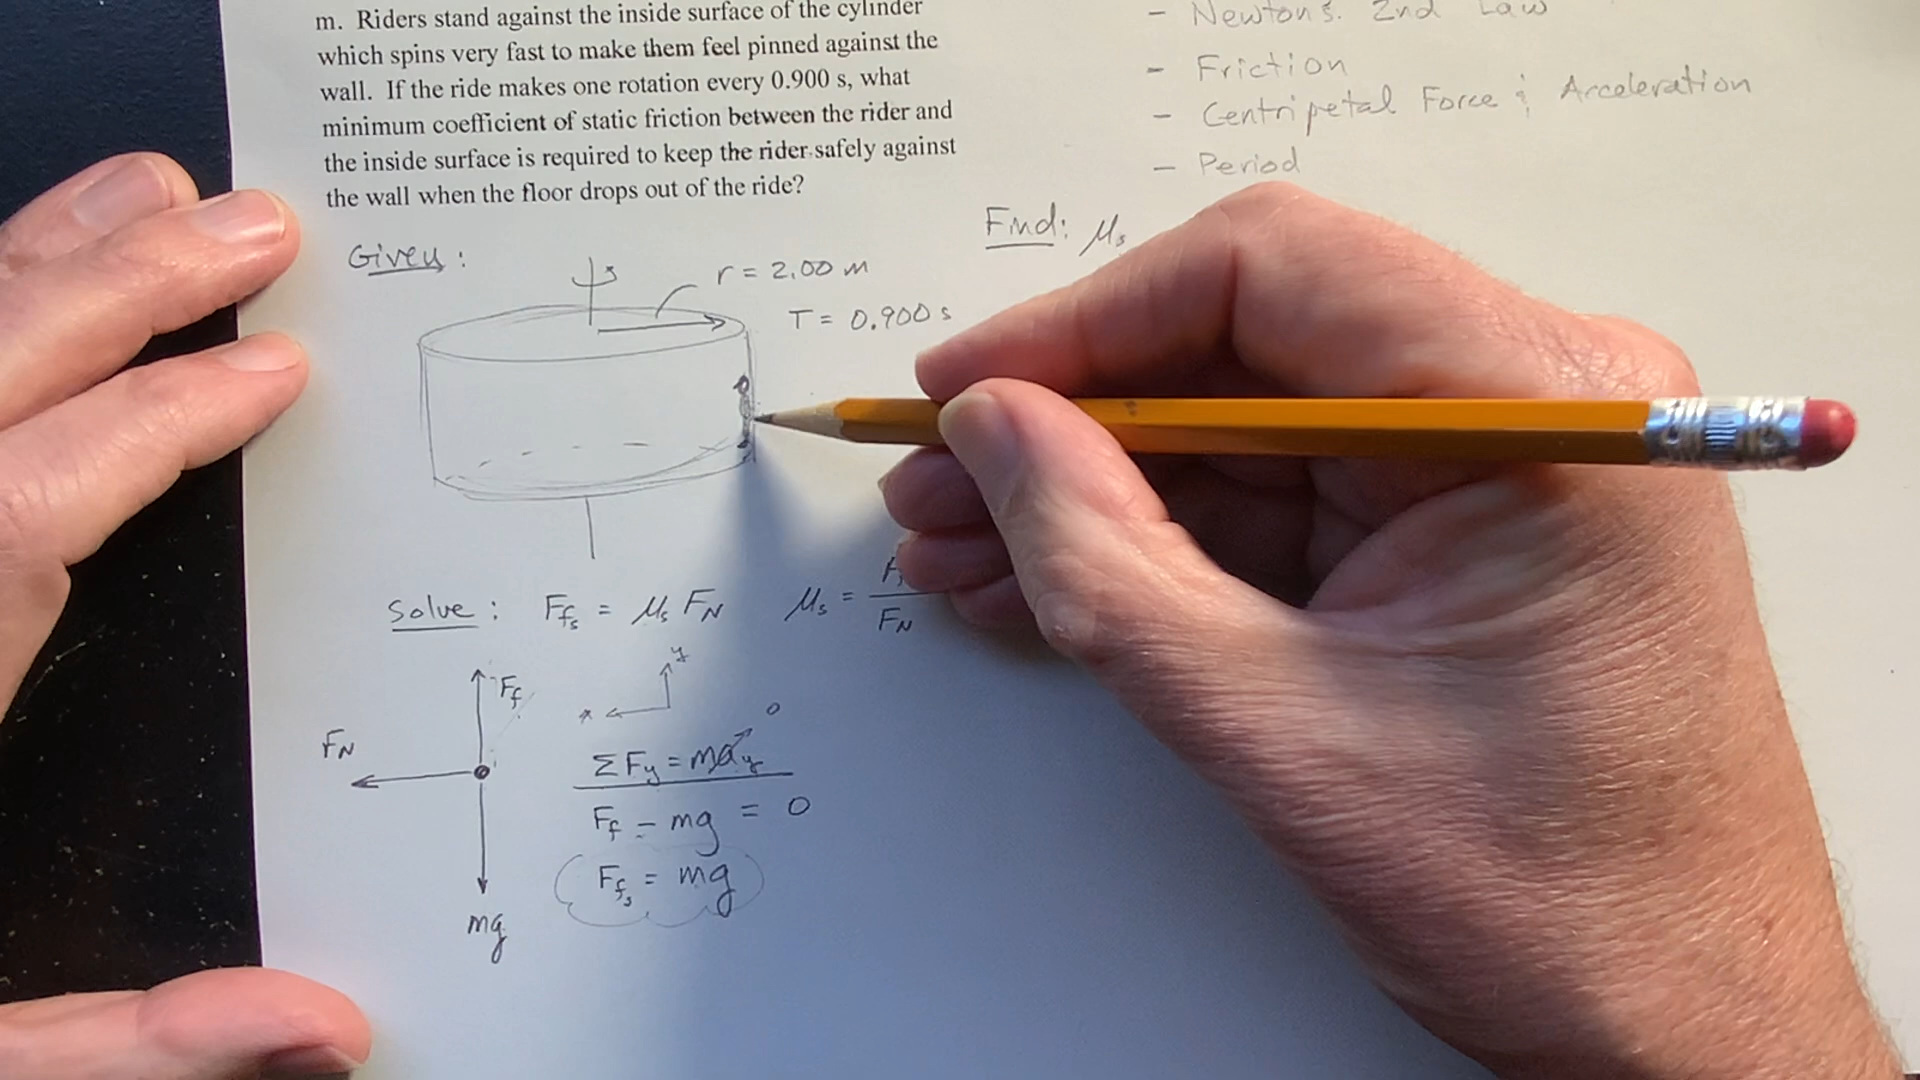 m. Riders stand against the inside surface of the cylinder
which spins very fast to make them feel pinned against the
wall. If the ride makes one rotation every 0.900 s, what
minimum coefficient of static friction between the rider and
the inside surface is required to keep the rider safely against
the wall when the floor drops out of the ride?
- Newton's. 2nd Law
- Friction
- Centripetal Force & Acceleration
- Period
Given:
Find: μs
r = 2.00 m
T = 0.900 s
Solve: Ffs = μs FN μs = F / FN
y
x
Ff
FN
mg
ΣFy = may 0
Ff - mg = 0
Ffs = mg